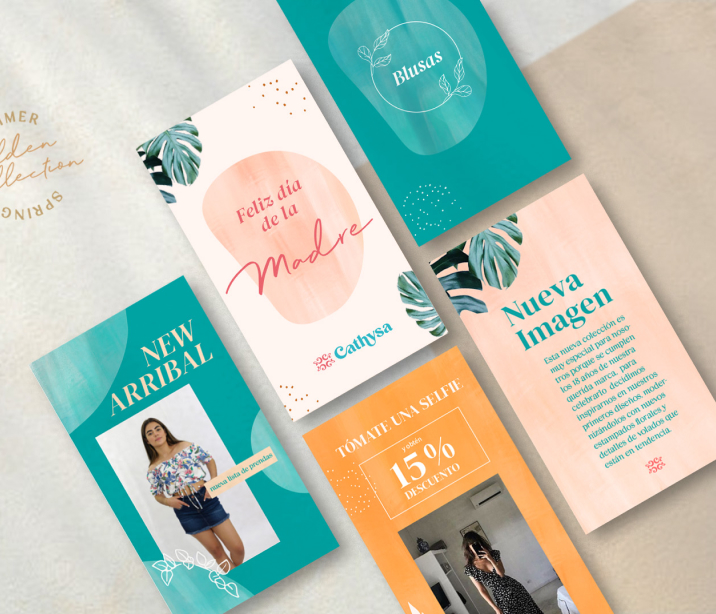 Blusas
Feliz día
de la
Madre
Cathysa
Nueva
Imagen
Esta nueva colección es
muy especial para noso-
tros porque se cumplen
los 18 años de nuestra
querida marca, para
celebrarlo decidimos
inspirarnos en nuestros
primeros diseños, moder-
nizándolos con nuevos
estampados florales y
detalles de volados que
están en tendencia
NEW
ARRIBAL
nueva lista de prendas
TÓMATE UNA SELFIE
15%
DESCUENTO
SPRING